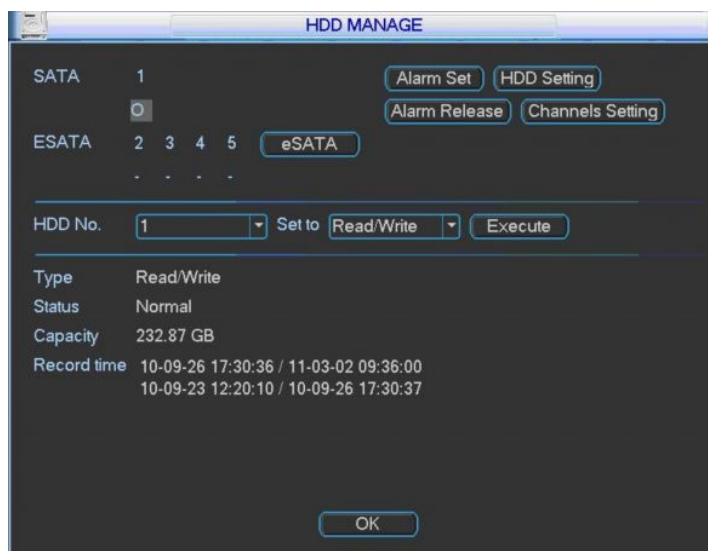 HDD MANAGE
SATA 1 Alarm Set HDD Setting
O Alarm Release Channels Setting
ESATA 2 3 4 5 eSATA
- - - -
HDD No. 1 Set to Read/Write Execute
Type Read/Write
Status Normal
Capacity 232.87 GB
Record time 10-09-26 17:30:36 / 11-03-02 09:36:00
10-09-23 12:20:10 / 10-09-26 17:30:37
OK